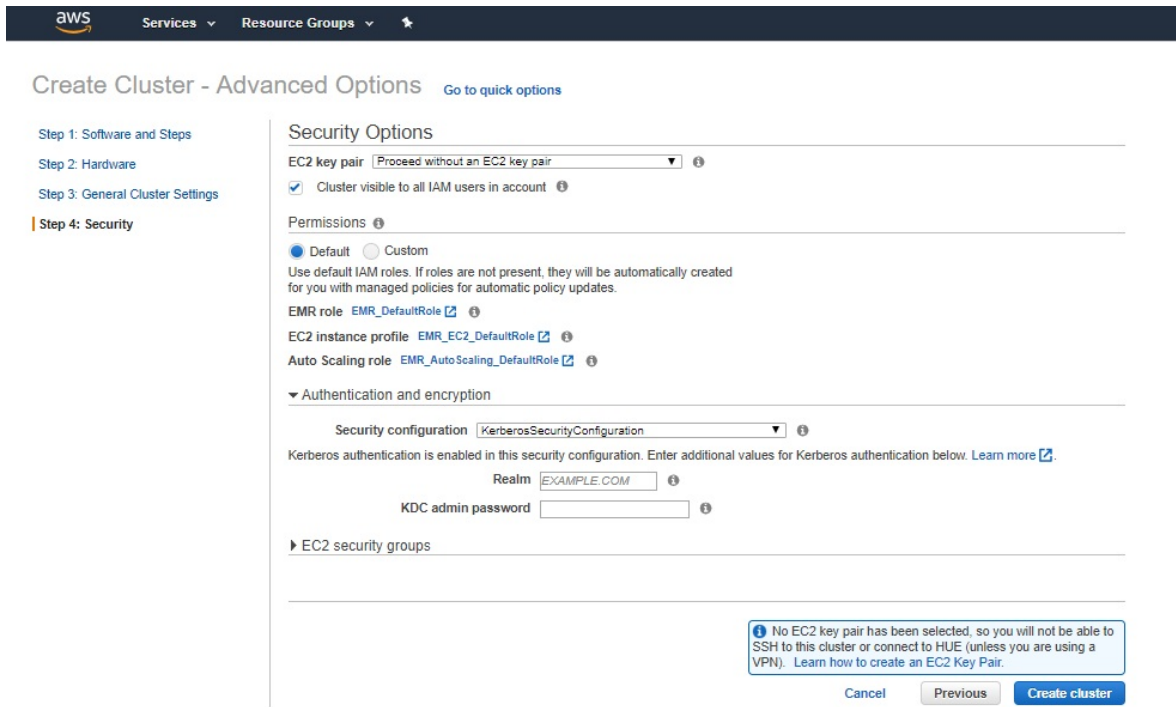 aws
Services
Resource Groups
Create Cluster - Advanced Options Go to quick options
Step 1: Software and Steps
Step 2: Hardware
Step 3: General Cluster Settings
Step 4: Security
Security Options
EC2 key pair Proceed without an EC2 key pair
Cluster visible to all IAM users in account
Permissions
Default Custom
Use default IAM roles. If roles are not present, they will be automatically created
for you with managed policies for automatic policy updates.
EMR role EMR_DefaultRole
EC2 instance profile EMR_EC2_DefaultRole
Auto Scaling role EMR_AutoScaling_DefaultRole
Authentication and encryption
Security configuration KerberosSecurityConfiguration
Kerberos authentication is enabled in this security configuration. Enter additional values for Kerberos authentication below. Learn more.
Realm EXAMPLE.COM
KDC admin password
EC2 security groups
No EC2 key pair has been selected, so you will not be able to
SSH to this cluster or connect to HUE (unless you are using a
VPN). Learn how to create an EC2 Key Pair.
Cancel Previous Create cluster